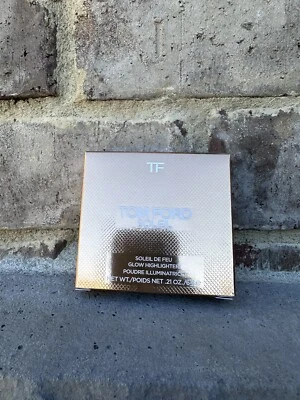 TF
TOM FORD
SOLEIL DE FEU
GLOW HIGHLIGHTER
POUDRE ILLUMINATRICE
NET WT./POIDS NET .21 OZ./